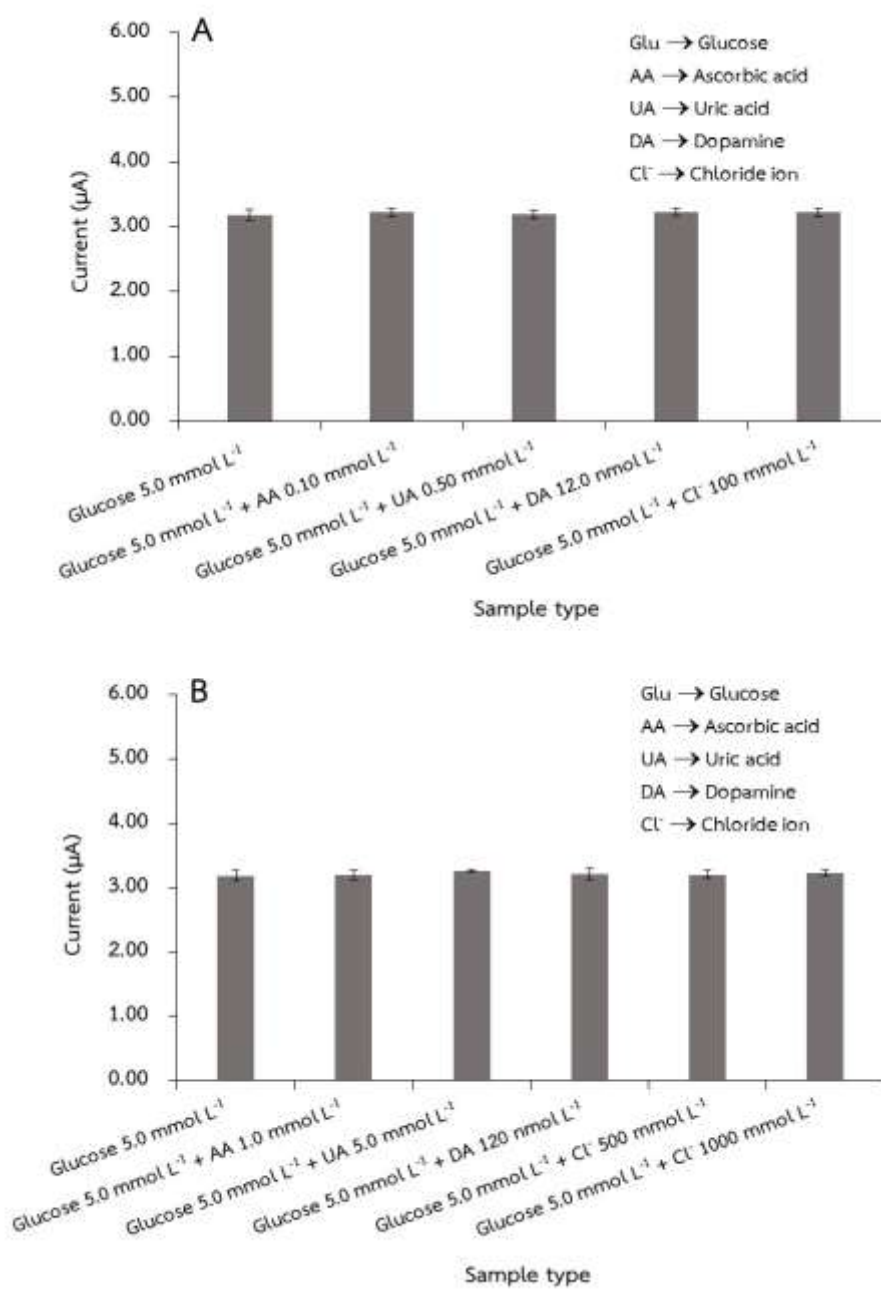 A
6.00
5.00
4.00
3.00
2.00
1.00
0.00
Current (µA)
Glu → Glucose
AA → Ascorbic acid
UA → Uric acid
DA → Dopamine
Cl⁻ → Chloride ion
Glucose 5.0 mmol L⁻¹
Glucose 5.0 mmol L⁻¹ + AA 0.10 mmol L⁻¹
Glucose 5.0 mmol L⁻¹ + UA 0.50 mmol L⁻¹
Glucose 5.0 mmol L⁻¹ + DA 12.0 nmol L⁻¹
Glucose 5.0 mmol L⁻¹ + Cl⁻ 100 mmol L⁻¹
Sample type
B
6.00
5.00
4.00
3.00
2.00
1.00
0.00
Current (µA)
Glu → Glucose
AA → Ascorbic acid
UA → Uric acid
DA → Dopamine
Cl⁻ → Chloride ion
Glucose 5.0 mmol L⁻¹
Glucose 5.0 mmol L⁻¹ + AA 1.0 mmol L⁻¹
Glucose 5.0 mmol L⁻¹ + UA 5.0 mmol L⁻¹
Glucose 5.0 mmol L⁻¹ + DA 120 nmol L⁻¹
Glucose 5.0 mmol L⁻¹ + Cl⁻ 500 mmol L⁻¹
Glucose 5.0 mmol L⁻¹ + Cl⁻ 1000 mmol L⁻¹
Sample type